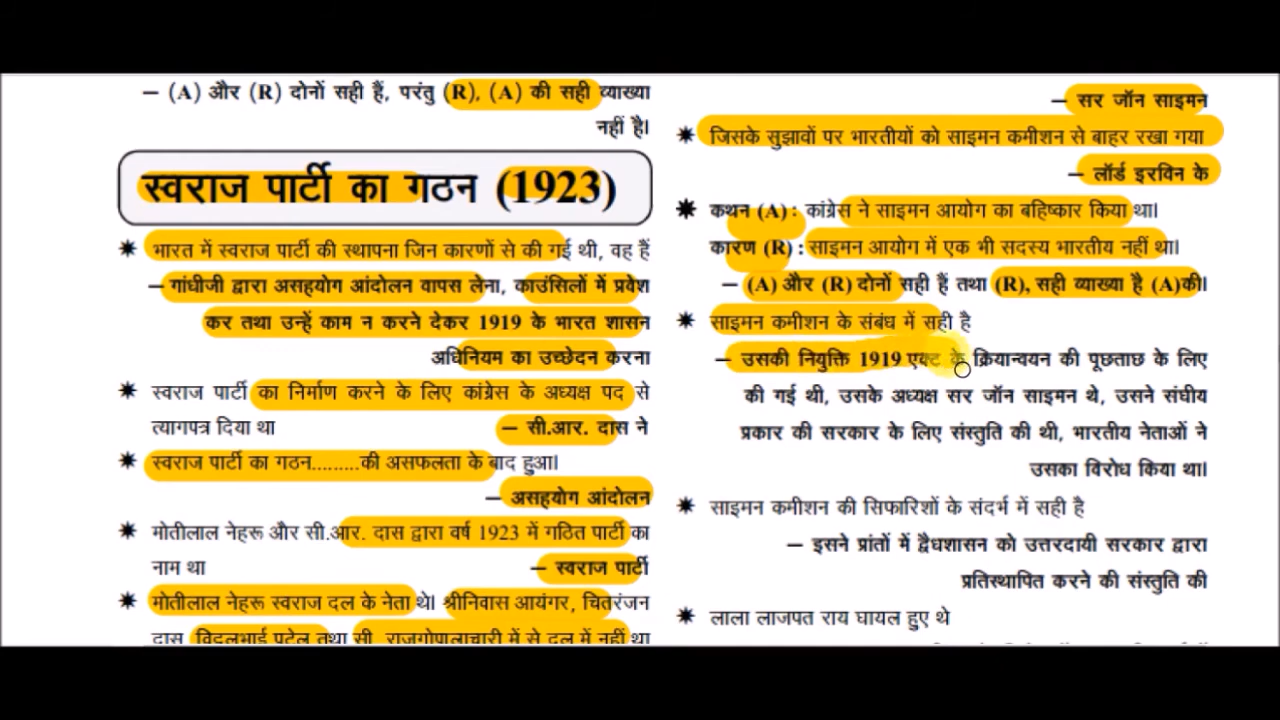 – (A) और (R) दोनों सही हैं, परंतु (R), (A) की सही व्याख्या
नहीं है।
स्वराज पार्टी का गठन (1923)
✷ भारत में स्वराज पार्टी की स्थापना जिन कारणों से की गई थी, वह हैं
– गांधीजी द्वारा असहयोग आंदोलन वापस लेना, काउंसिलों में प्रवेश
कर तथा उन्हें काम न करने देकर 1919 के भारत शासन
अधिनियम का उच्छेदन करना
✷ स्वराज पार्टी का निर्माण करने के लिए कांग्रेस के अध्यक्ष पद से
त्यागपत्र दिया था – सी.आर. दास ने
✷ स्वराज पार्टी का गठन.........की असफलता के बाद हुआ।
– असहयोग आंदोलन
✷ मोतीलाल नेहरू और सी.आर. दास द्वारा वर्ष 1923 में गठित पार्टी का
नाम था – स्वराज पार्टी
✷ मोतीलाल नेहरू स्वराज दल के नेता थे। श्रीनिवास आयंगर, चितरंजन
दास, विट्ठलभाई पटेल तथा सी. राजगोपालाचारी में से दल में नहीं था
– सर जॉन साइमन
✷ जिसके सुझावों पर भारतीयों को साइमन कमीशन से बाहर रखा गया
– लॉर्ड इरविन के
✷ कथन (A) : कांग्रेस ने साइमन आयोग का बहिष्कार किया था।
कारण (R) : साइमन आयोग में एक भी सदस्य भारतीय नहीं था।
– (A) और (R) दोनों सही हैं तथा (R), सही व्याख्या है (A)की।
✷ साइमन कमीशन के संबंध में सही है
– उसकी नियुक्ति 1919 एक्ट के क्रियान्वयन की पूछताछ के लिए
की गई थी, उसके अध्यक्ष सर जॉन साइमन थे, उसने संघीय
प्रकार की सरकार के लिए संस्तुति की थी, भारतीय नेताओं ने
उसका विरोध किया था।
✷ साइमन कमीशन की सिफारिशों के संदर्भ में सही है
– इसने प्रांतों में द्वैधशासन को उत्तरदायी सरकार द्वारा
प्रतिस्थापित करने की संस्तुति की
✷ लाला लाजपत राय घायल हुए थे